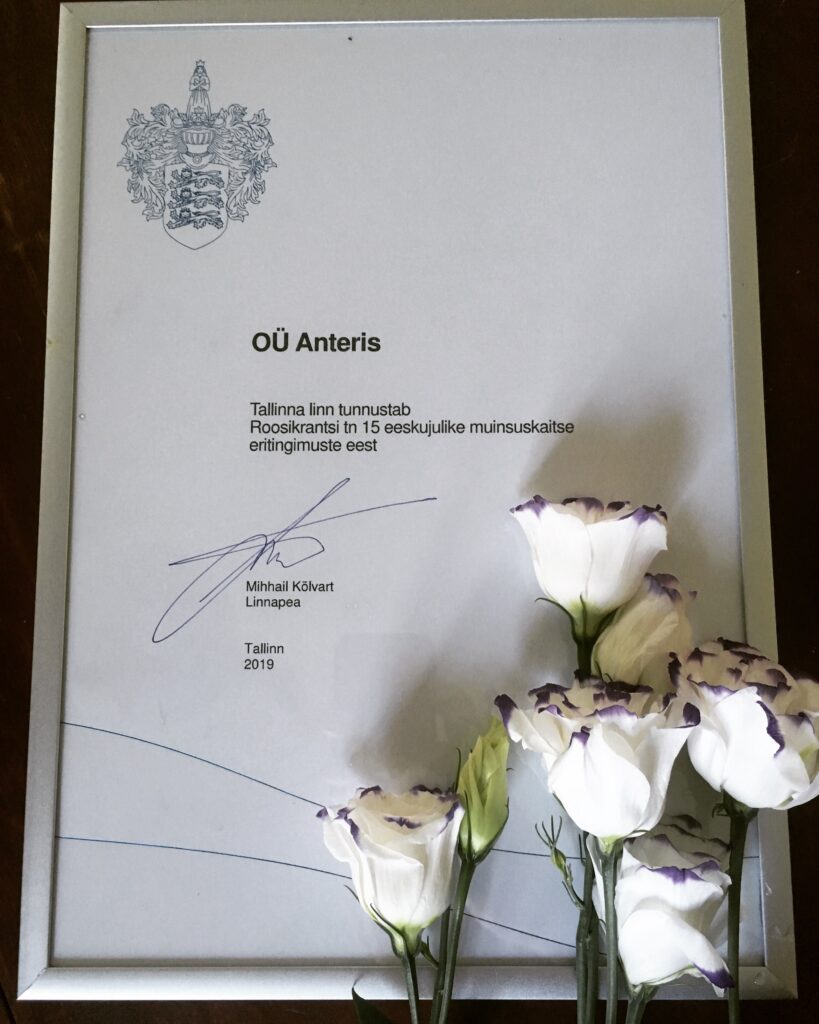 OÜ Anteris
Tallinna linn tunnustab
Roosikrantsi tn 15 eeskujulike muinsuskaitse
eritingimuste eest
Mihhail Kõlvart
Linnapea
Tallinn
2019